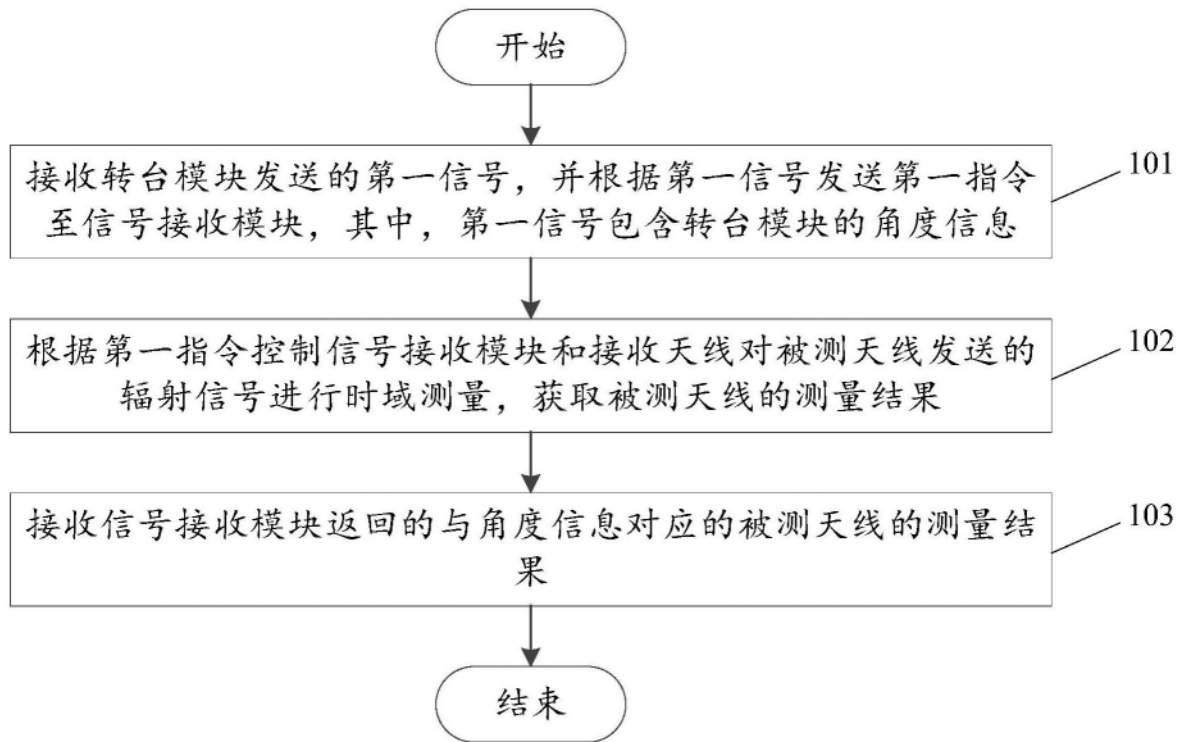 开始
接收转台模块发送的第一信号，并根据第一信号发送第一指令
至信号接收模块，其中，第一信号包含转台模块的角度信息
101
根据第一指令控制信号接收模块和接收天线对被测天线发送的
辐射信号进行时域测量，获取被测天线的测量结果
102
接收信号接收模块返回的与角度信息对应的被测天线的测量结
果
103
结束